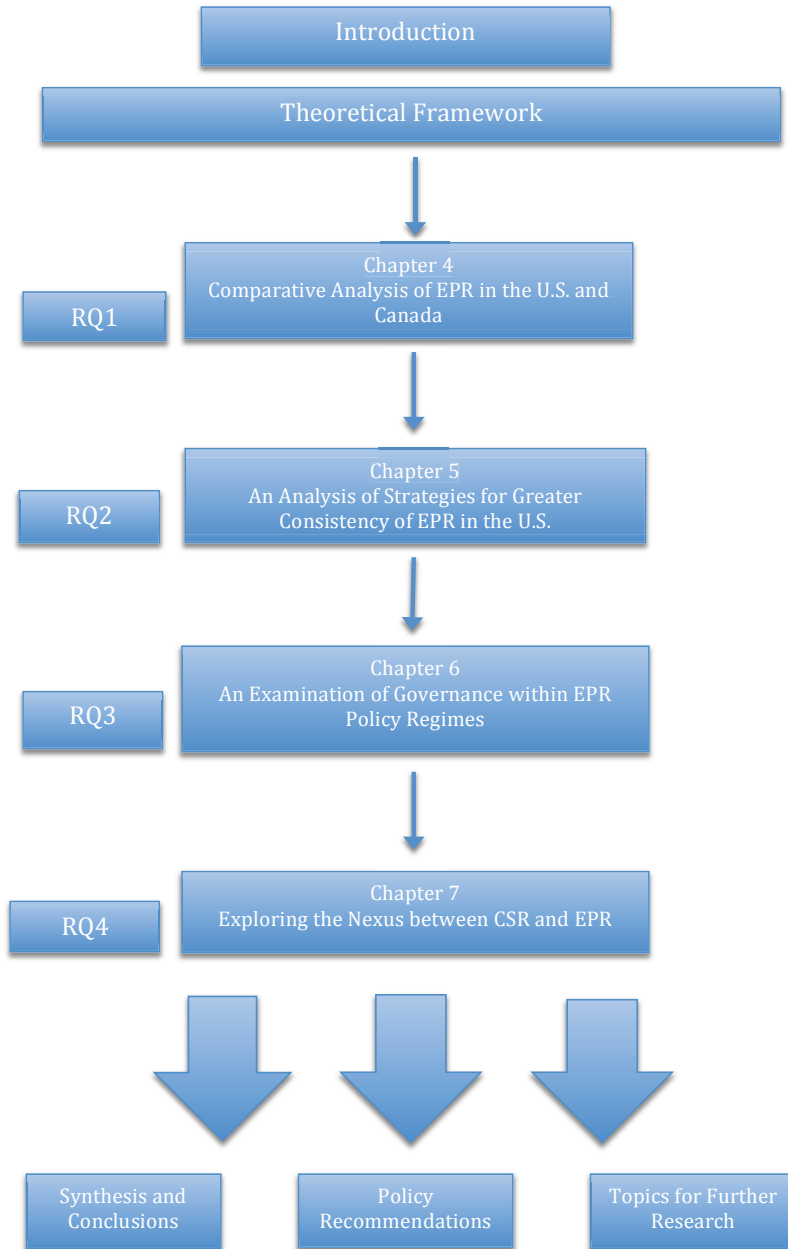 Introduction
Theoretical Framework
Chapter 4
Comparative Analysis of EPR in the U.S. and
Canada
RQ1
Chapter 5
An Analysis of Strategies for Greater
Consistency of EPR in the U.S.
RQ2
Chapter 6
An Examination of Governance within EPR
Policy Regimes
RQ3
Chapter 7
Exploring the Nexus between CSR and EPR
RQ4
Synthesis and
Conclusions
Policy
Recommendations
Topics for Further
Research